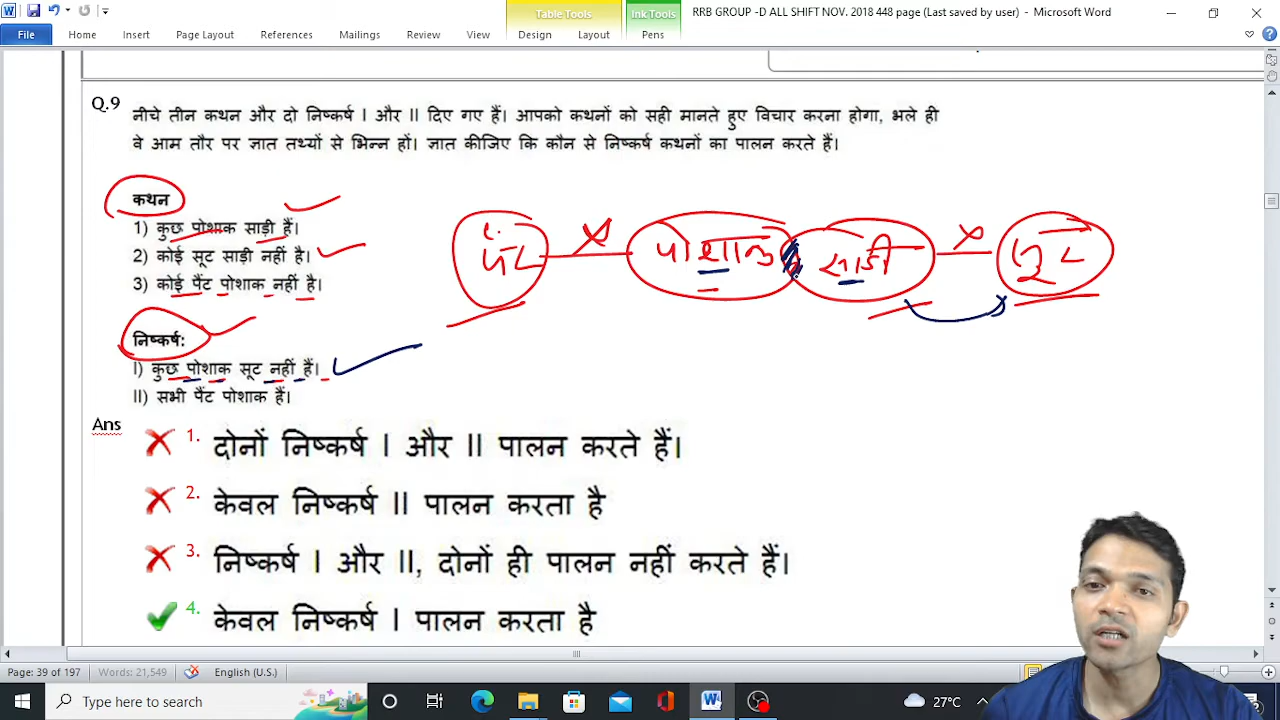 RRB GROUP -D ALL SHIFT NOV. 2018 448 page (Last saved by user) - Microsoft Word
Table Tools
Ink Tools
File Home Insert Page Layout References Mailings Review View Design Layout Pens
Q.9
नीचे तीन कथन और दो निष्कर्ष I और II दिए गए हैं। आपको कथनों को सही मानते हुए विचार करना होगा, भले ही
वे आम तौर पर ज्ञात तथ्यों से भिन्न हों। ज्ञात कीजिए कि कौन से निष्कर्ष कथनों का पालन करते हैं।
कथन
1) कुछ पोशाक साड़ी हैं।
2) कोई सूट साड़ी नहीं है।
3) कोई पैंट पोशाक नहीं है।
पैंट पोशाक साडी सूट
निष्कर्ष:
I) कुछ पोशाक सूट नहीं हैं।
II) सभी पैंट पोशाक हैं।
Ans
1. दोनों निष्कर्ष I और II पालन करते हैं।
2. केवल निष्कर्ष II पालन करता है
3. निष्कर्ष I और II, दोनों ही पालन नहीं करते हैं।
4. केवल निष्कर्ष I पालन करता है
Page: 39 of 197 Words: 21,549 English (U.S.)
Type here to search
27°C